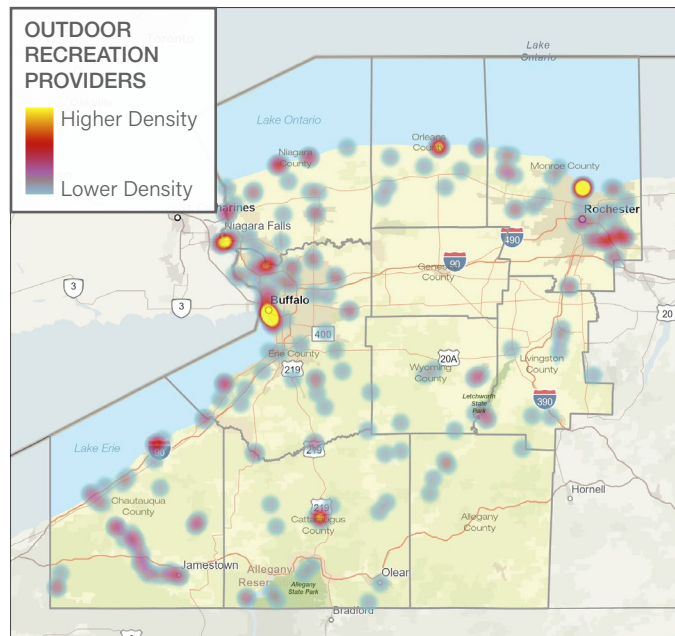 OUTDOOR
RECREATION
PROVIDERS
Higher Density
Lower Density
Lake
Ontario
Lake Ontario
Orleans
County
Niagara
County
Monroe County
Rochester
Niagara Falls
490
90
Genesee
County
3
3
Buffalo
20
400
Erie County
219
20A
Wyoming
County
Livingston
County
Letchworth
State
Park
390
Lake Erie
90
219
Chautauqua
County
Hornell
219
Cattaraugus
County
Allegany
County
Jamestown
Allegany
Reser
Allegany
State Park
Olear
Bradford